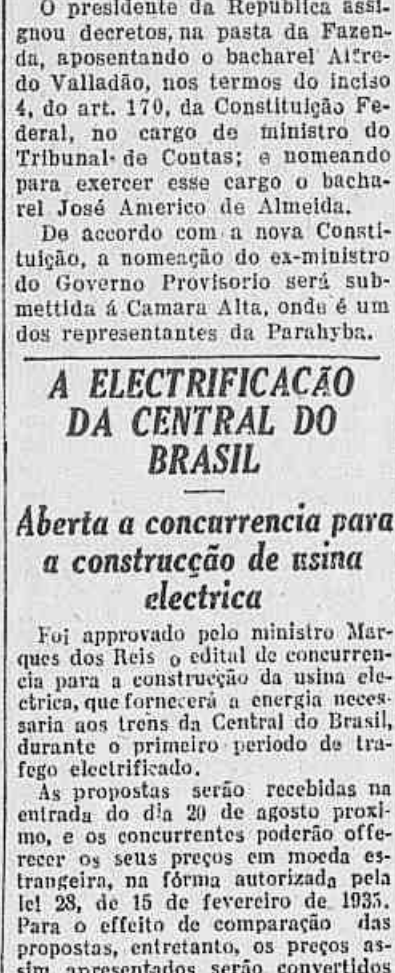 O presidente da Republica assi-
gnou decretos, na pasta da Fazen-
da, aposentando o bacharel Alfre-
do Valladão, nos termos do inciso
4, do art. 170, da Constituição Fe-
deral, no cargo de ministro do
Tribunal de Contas; e nomeando
para exercer esse cargo o bacha-
rel José Americo de Almeida.
De accordo com a nova Consti-
tuição, a nomeação do ex-ministro
do Governo Provisorio será sub-
mettida á Camara Alta, onde é um
dos representantes da Parahyba.
A ELECTRIFICACÃO
DA CENTRAL DO
BRASIL
Aberta a concurrencia para
a construcção de usina
electrica
Foi approvado pelo ministro Mar-
ques dos Reis o edital de concurren-
cia para a construcção da usina ele-
ctrica, que fornecerá a energia neces-
saria aos trens da Central do Brasil,
durante o primeiro periodo de tra-
fego electrificado.
As propostas serão recebidas na
entrada do dia 20 de agosto proxi-
mo, e os concurrentes poderão offe-
recer os seus preços em moeda es-
trangeira, na fórma autorizada pela
lei 28, de 15 de fevereiro de 1935.
Para o effeito de comparação das
propostas, entretanto, os preços as-
sim apresentados serão convertidos